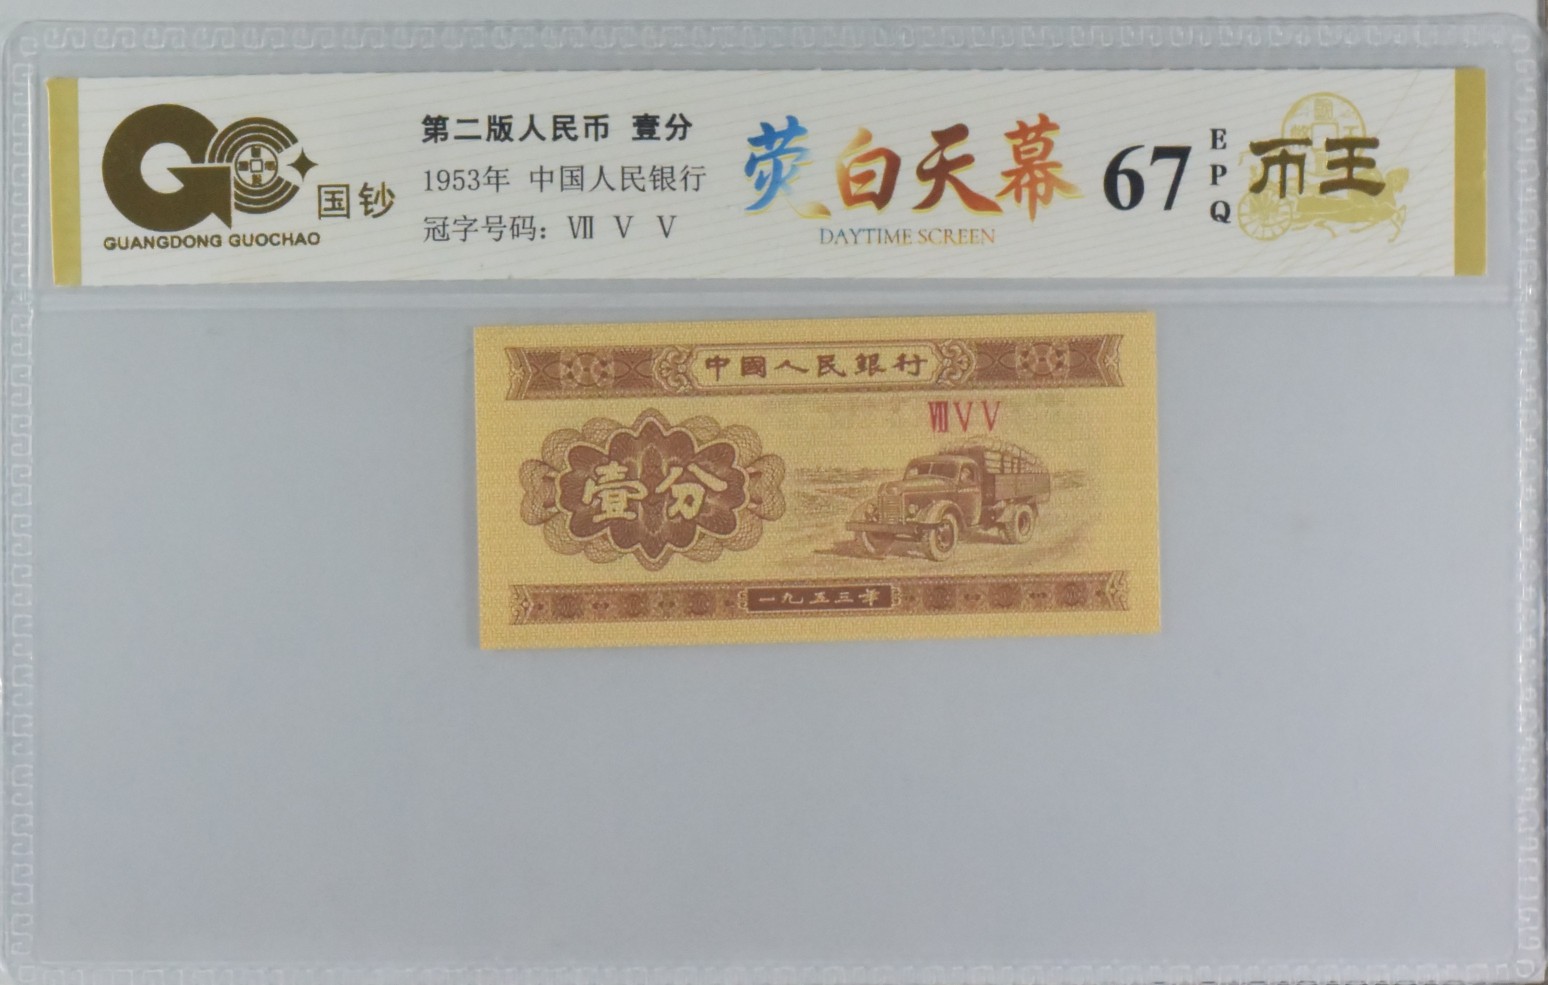 国钞
GUANGDONG GUOCHAO
第二版人民币 壹分
1953年 中国人民银行
冠字号码：Ⅶ Ⅴ Ⅴ
荧白天幕
DAYTIME SCREEN
67
EPQ
币王
中國人民銀行
ⅦⅤⅤ
壹分
一九五三年